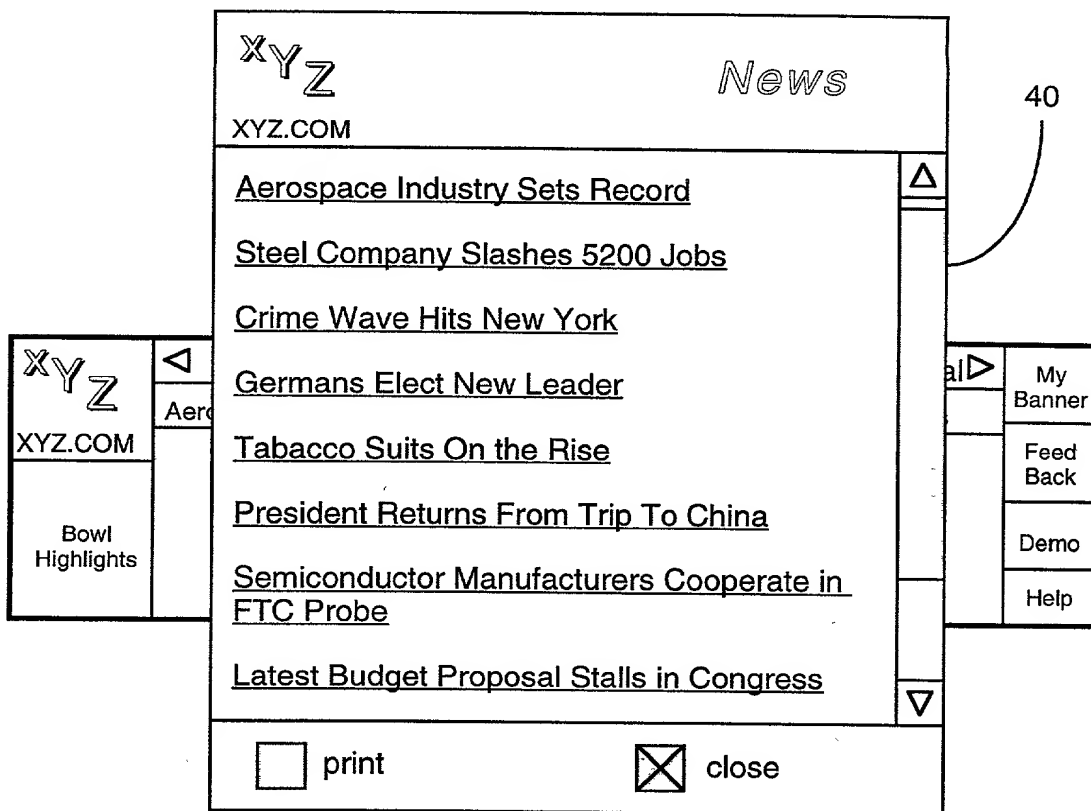 XYZ
News
XYZ.COM
40
Aerospace Industry Sets Record
Steel Company Slashes 5200 Jobs
Crime Wave Hits New York
Germans Elect New Leader
Tabacco Suits On the Rise
President Returns From Trip To China
Semiconductor Manufacturers Cooperate in
FTC Probe
Latest Budget Proposal Stalls in Congress
print
close
XYZ
XYZ.COM
Bowl
Highlights
Aero
al
My
Banner
Feed
Back
Demo
Help